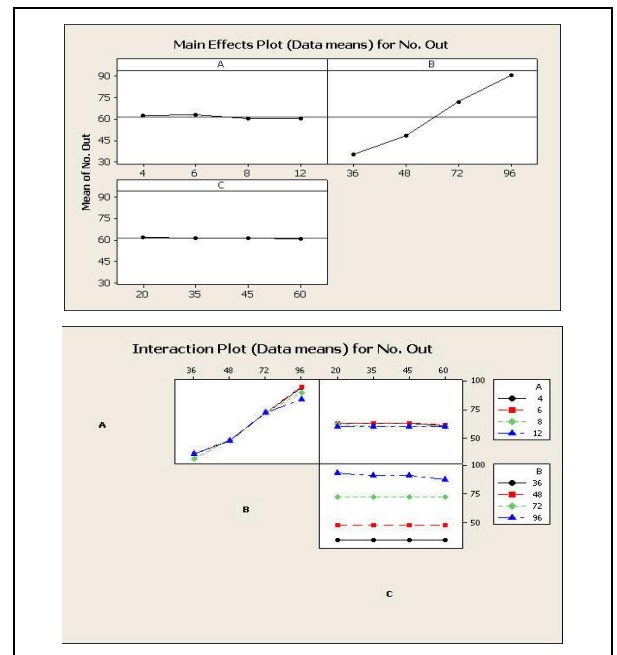 Main Effects Plot (Data means) for No. Out
A
B
Mean of No. Out
90
75
60
45
30
4 6 8 12
36 48 72 96
C
90
75
60
45
30
20 35 45 60
Interaction Plot (Data means) for No. Out
36 48 72 96
20 35 45 60
A
100
75
50
A
4
6
8
12
B
100
75
50
B
36
48
72
96
C